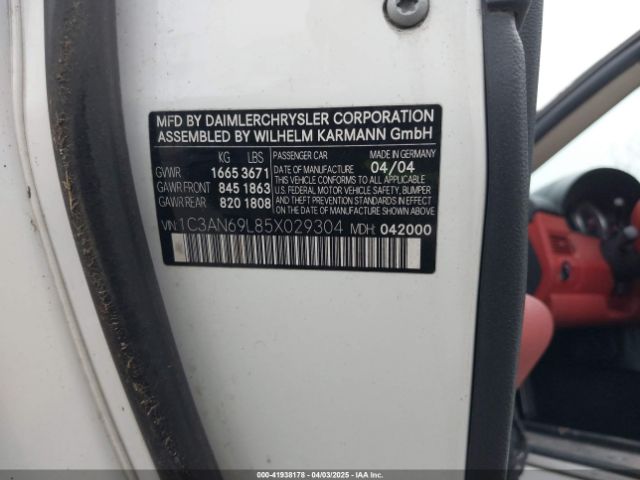 MFD BY DAIMLERCHRYSLER CORPORATION
ASSEMBLED BY WILHELM KARMANN GmbH
KG LBS PASSENGER CAR MADE IN GERMANY
GVWR 1665 3671 DATE OF MANUFACTURE 04/04
GAWR FRONT 845 1863 THIS VEHICLE CONFORMS TO ALL APPLICABLE
GAWR REAR 820 1808 U.S. FEDERAL MOTOR VEHICLE SAFETY, BUMPER
AND THEFT PREVENTION STANDARDS IN EFFECT
ON THE DATE OF MANUFACTURE SHOWN ABOVE.
VIN: 1C3AN69L85X029304 MDH: 042000
000-41938178 - 04/03/2025 - IAAI Inc.